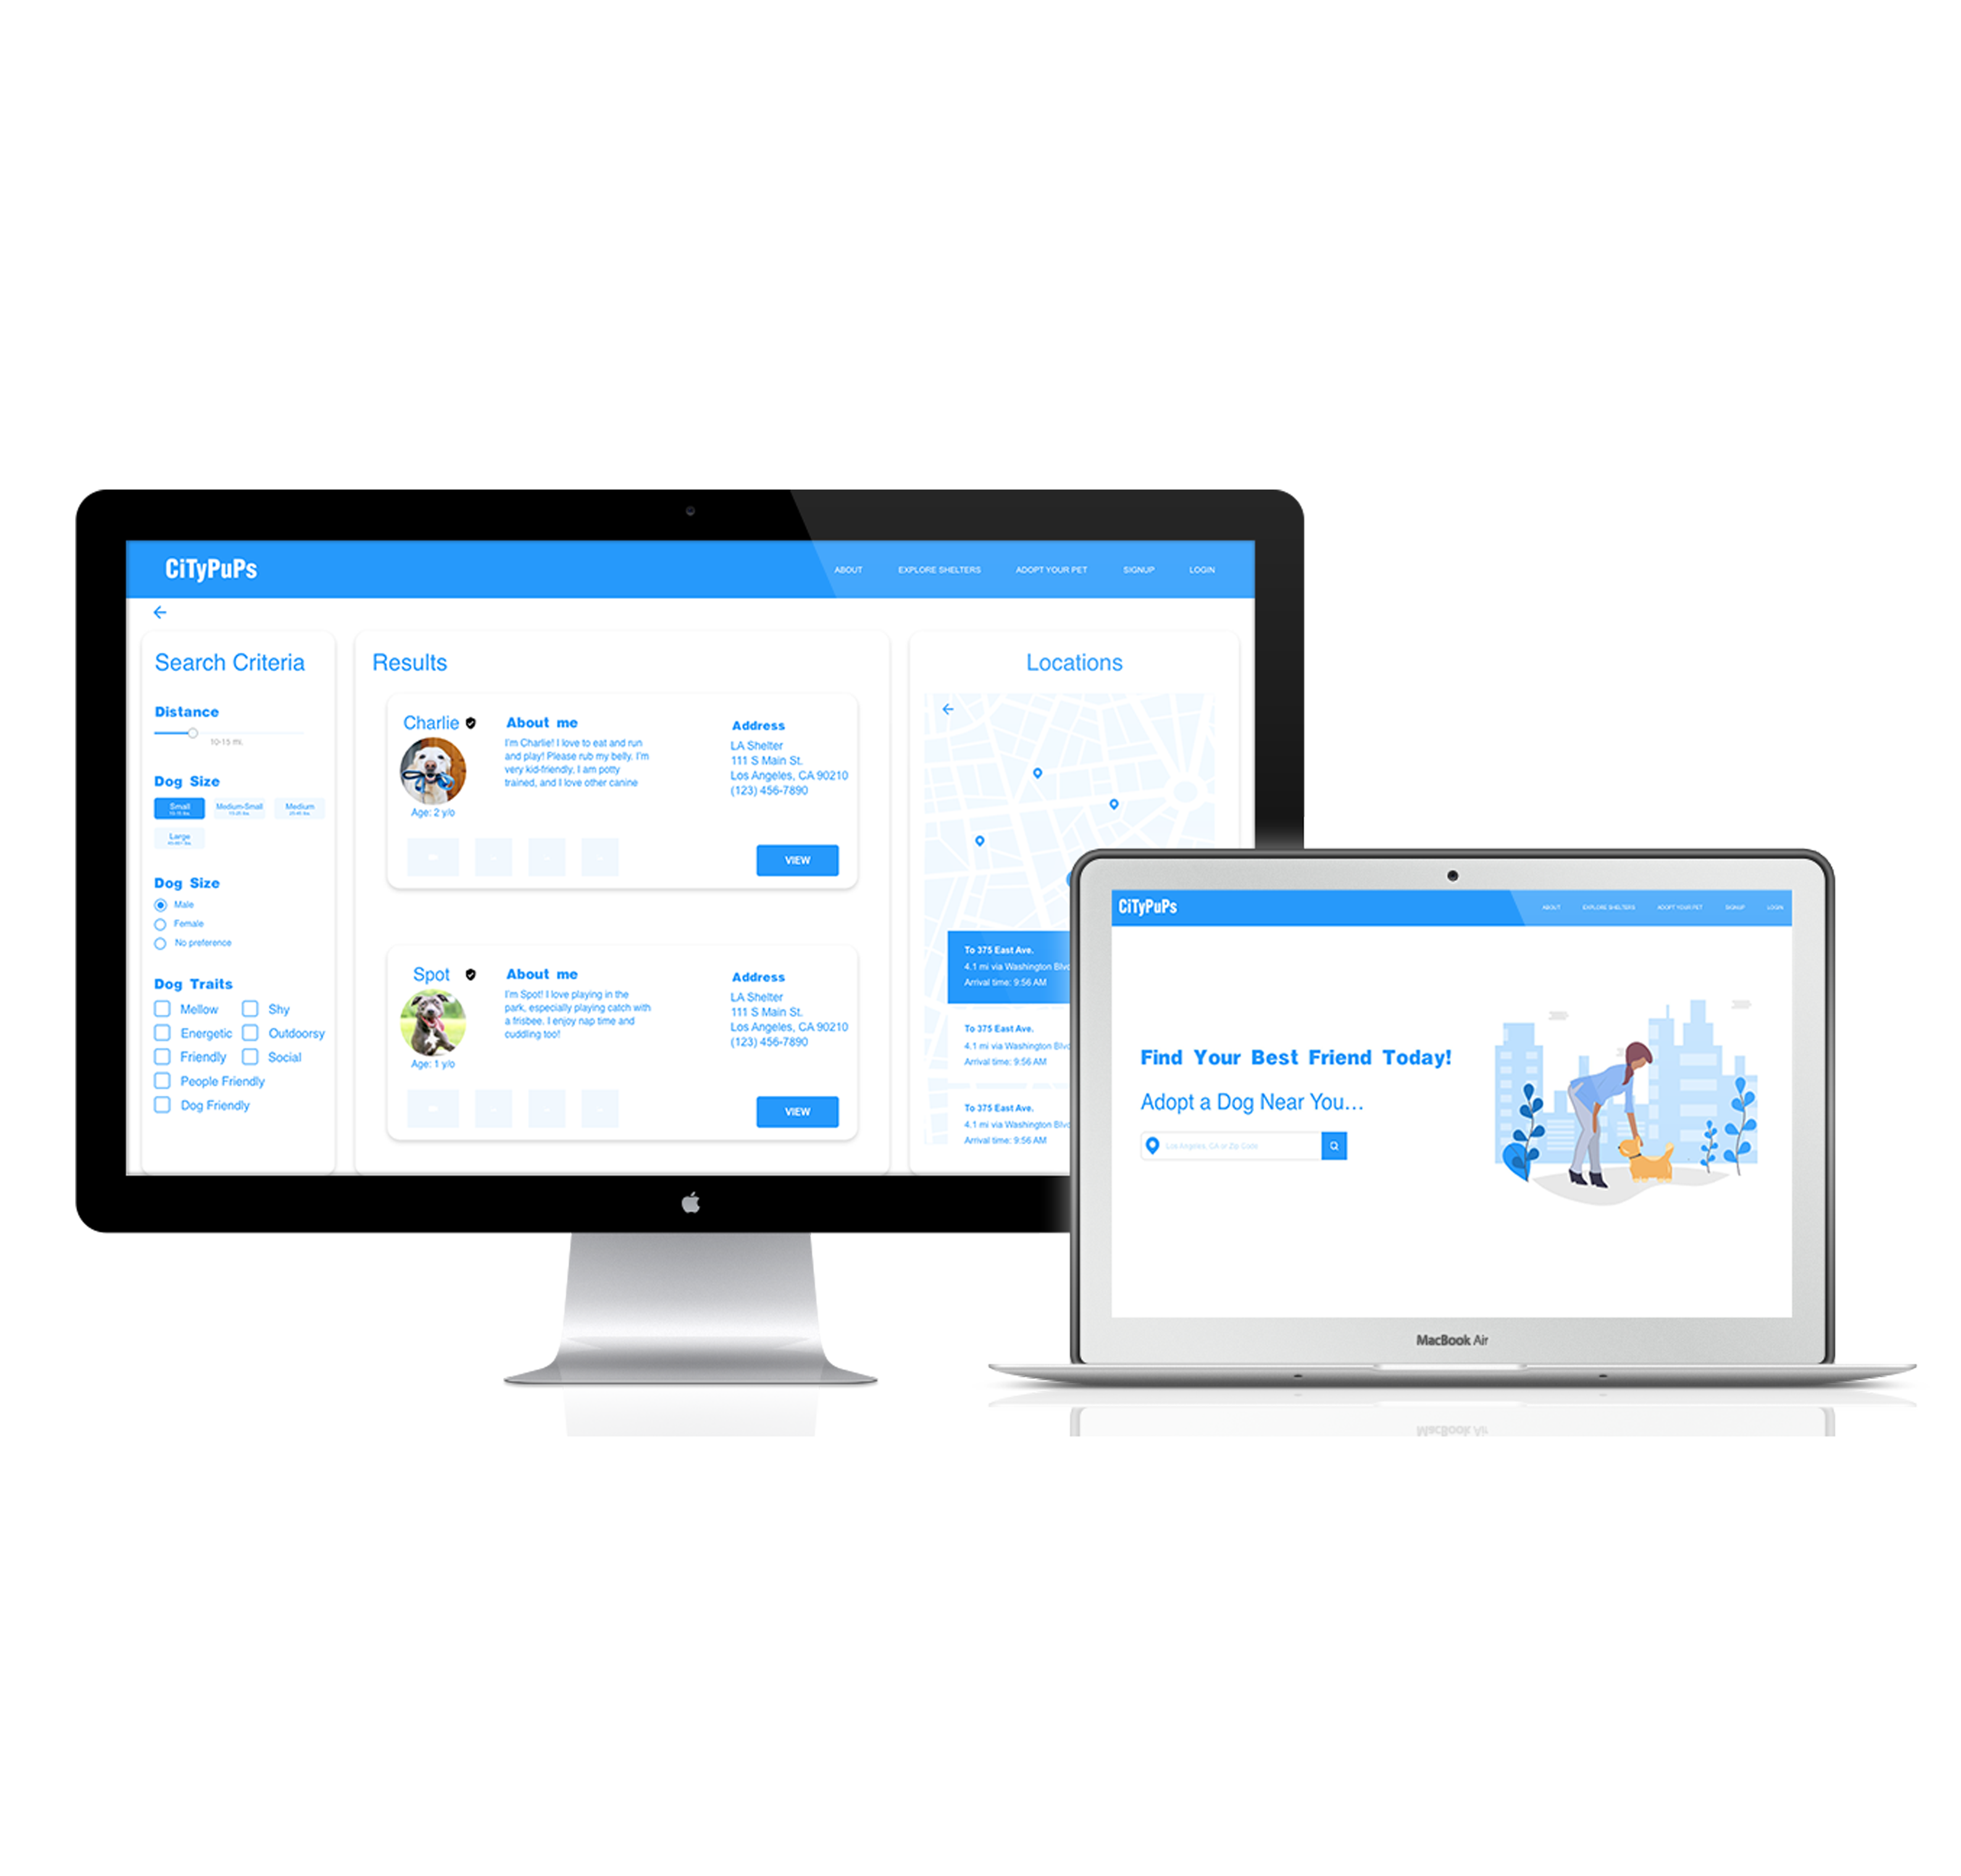 CiTyPuPs
ABOUT EXPLORE SHELTERS ADOPT YOUR PET SIGNUP LOGIN
Search Criteria
Distance
10-15 mi.
Dog Size
Small
Medium-Small
Medium
Large
Dog Size
Male
Female
No preference
Dog Traits
Mellow Shy
Energetic Outdoorsy
Friendly Social
People Friendly
Dog Friendly
Results
Charlie
Age: 2 y/o
About me
I'm Charlie! I love to eat and run
and play! Please rub my belly. I'm
very kid-friendly, I am potty
trained, and I love other canine
Address
LA Shelter
111 S Main St.
Los Angeles, CA 90210
(123) 456-7890
VIEW
Spot
Age: 1 y/o
About me
I'm Spot! I love playing in the
park, especially playing catch with
a frisbee. I enjoy nap time and
cuddling too!
Address
LA Shelter
111 S Main St.
Los Angeles, CA 90210
(123) 456-7890
VIEW
Locations
To 375 East Ave.
4.1 mi via Washington Blvd
Arrival time: 9:56 AM
To 375 East Ave.
4.1 mi via Washington Blvd
Arrival time: 9:56 AM
To 375 East Ave.
4.1 mi via Washington Blvd
Arrival time: 9:56 AM
CiTyPuPs
ABOUT EXPLORE SHELTERS ADOPT YOUR PET SIGNUP LOGIN
Find Your Best Friend Today!
Adopt a Dog Near You...
Los Angeles, CA or Zip Code
MacBook Air